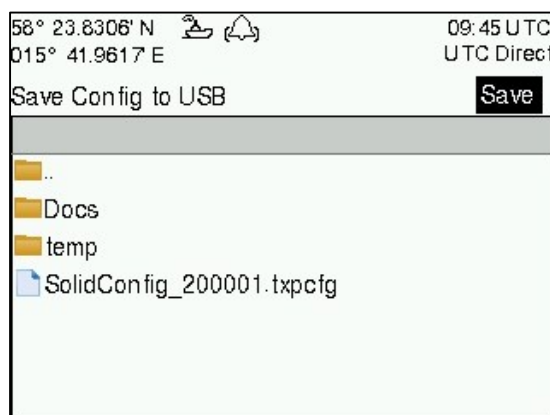 58° 23.8306' N
015° 41.9617' E
09:45 UTC
UTC Direct
Save Config to USB
Save
..
Docs
temp
SolidConfig_200001.txpcfg